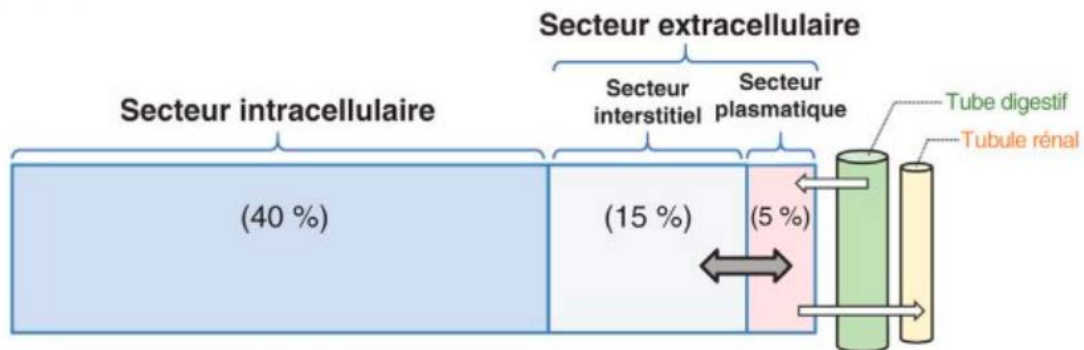 Secteur extracellulaire
Secteur intracellulaire
Secteur
interstitiel
Secteur
plasmatique
Tube digestif
Tubule rénal
(40 %)
(15 %)
(5 %)